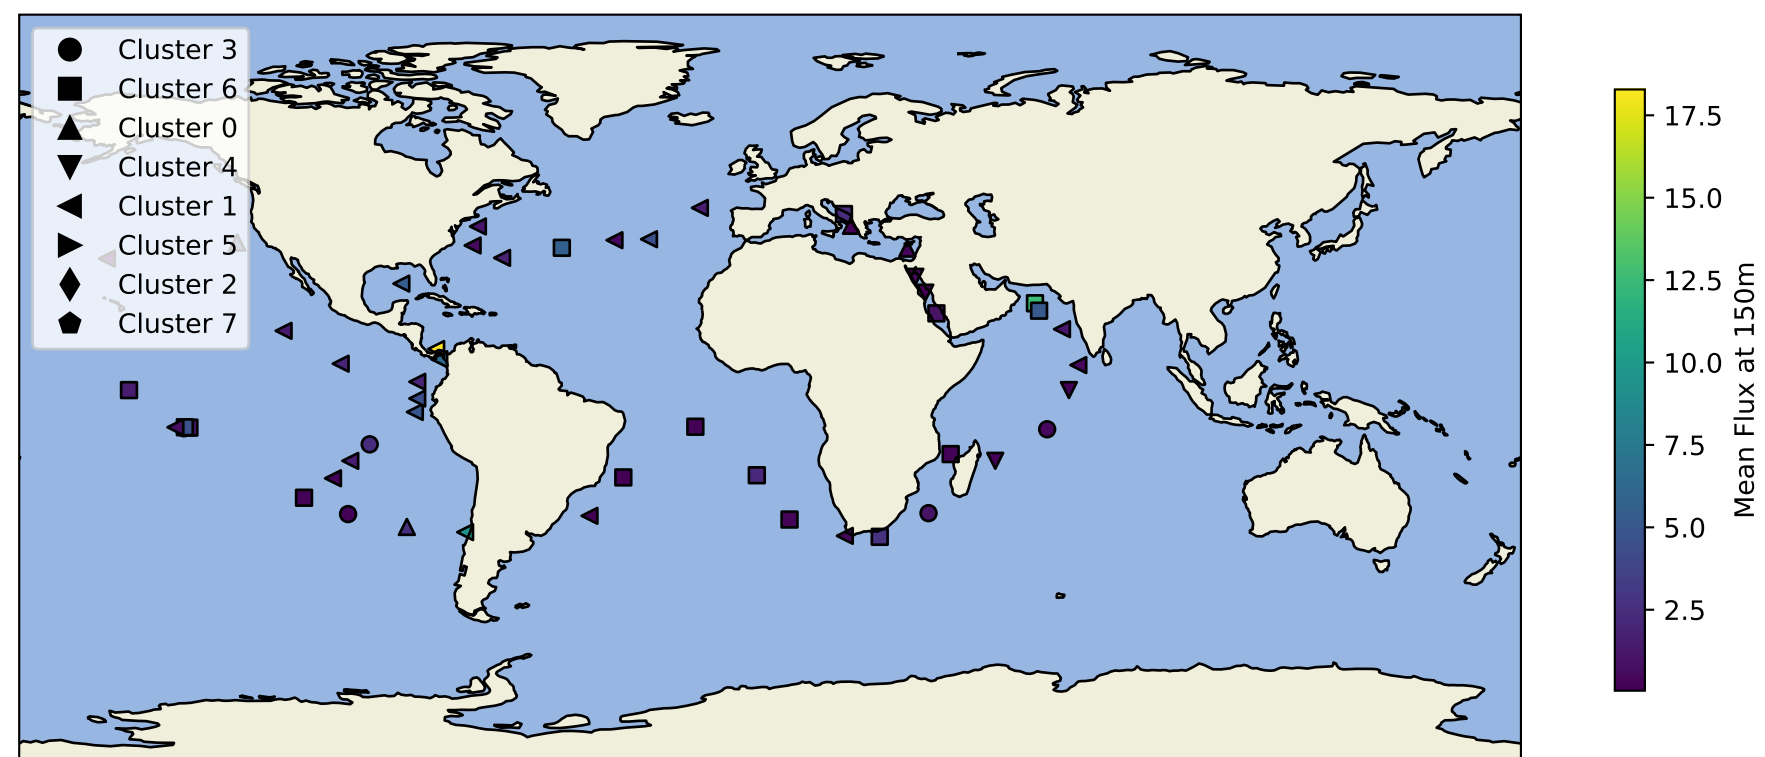 Cluster 3
Cluster 6
Cluster 0
Cluster 4
Cluster 1
Cluster 5
Cluster 2
Cluster 7
17.5
15.0
12.5
10.0
7.5
5.0
2.5
Mean Flux at 150m